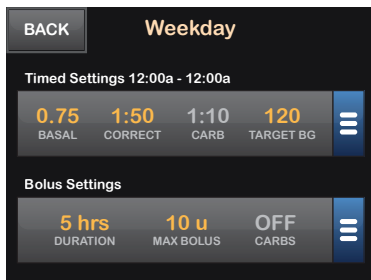 BACK Weekday
Timed Settings 12:00a - 12:00a
0.75 1:50 1:10 120
BASAL CORRECT CARB TARGET BG
Bolus Settings
5 hrs 10 u OFF
DURATION MAX BOLUS CARBS